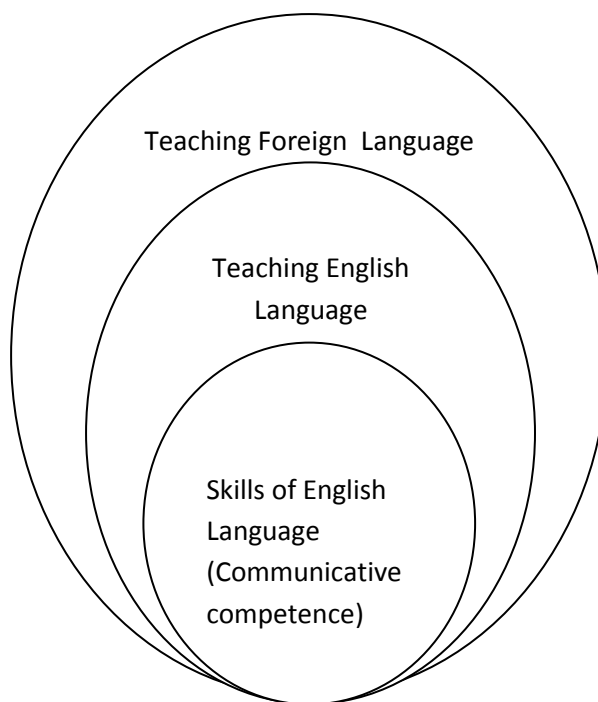 Teaching Foreign  Language
Teaching English
Language
Skills of English
Language
(Communicative
competence)